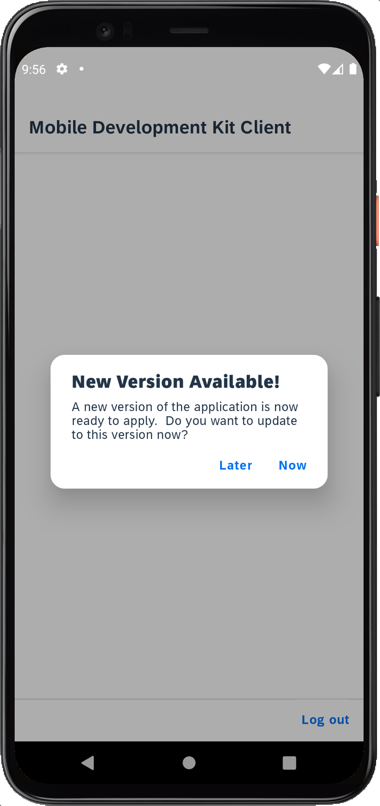 9:56
Mobile Development Kit Client
New Version Available!
A new version of the application is now
ready to apply.  Do you want to update
to this version now?
Later Now
Log out